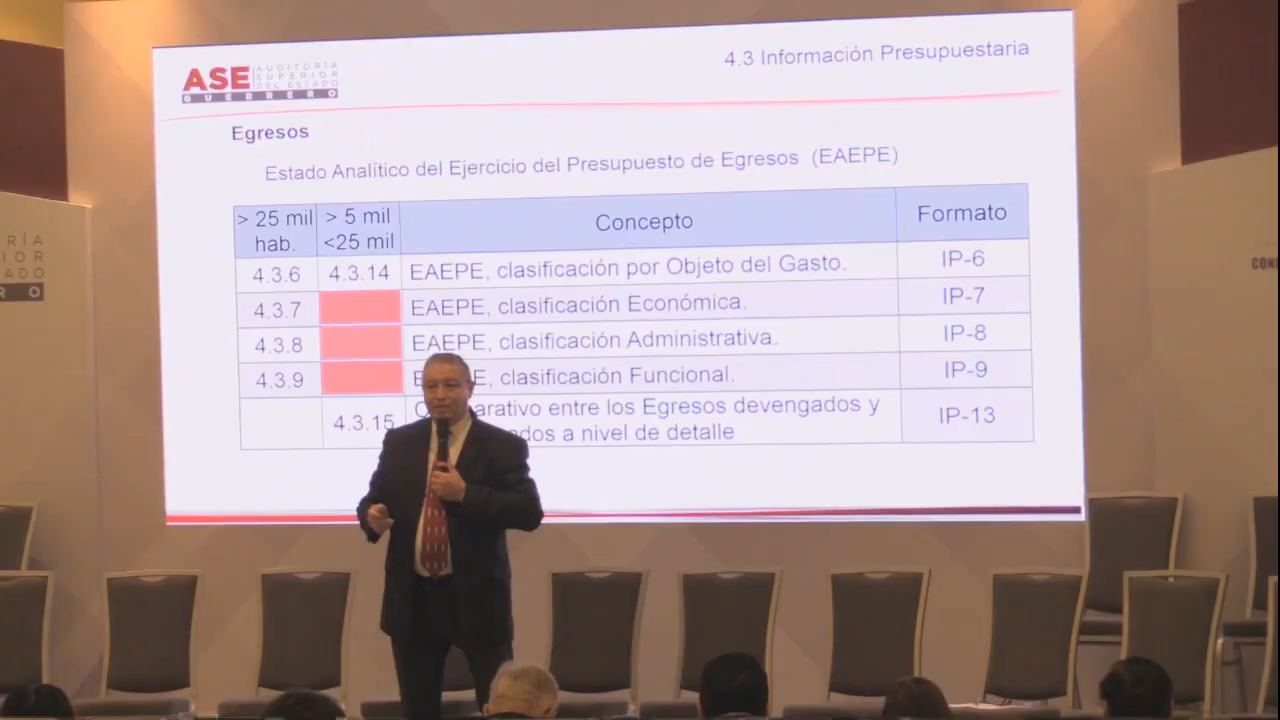 ASE AUDITORÍA
SUPERIOR
DEL ESTADO
GUERRERO
4.3 Información Presupuestaria
Egresos
Estado Analítico del Ejercicio del Presupuesto de Egresos (EAEPE)
> 25 mil hab. > 5 mil <25 mil Concepto Formato
4.3.6 4.3.14 EAEPE, clasificación por Objeto del Gasto. IP-6
4.3.7 EAEPE, clasificación Económica. IP-7
4.3.8 EAEPE, clasificación Administrativa. IP-8
4.3.9 clasificación Funcional. IP-9
4.3.15 entre los Egresos devengados y IP-13
a nivel de detalle